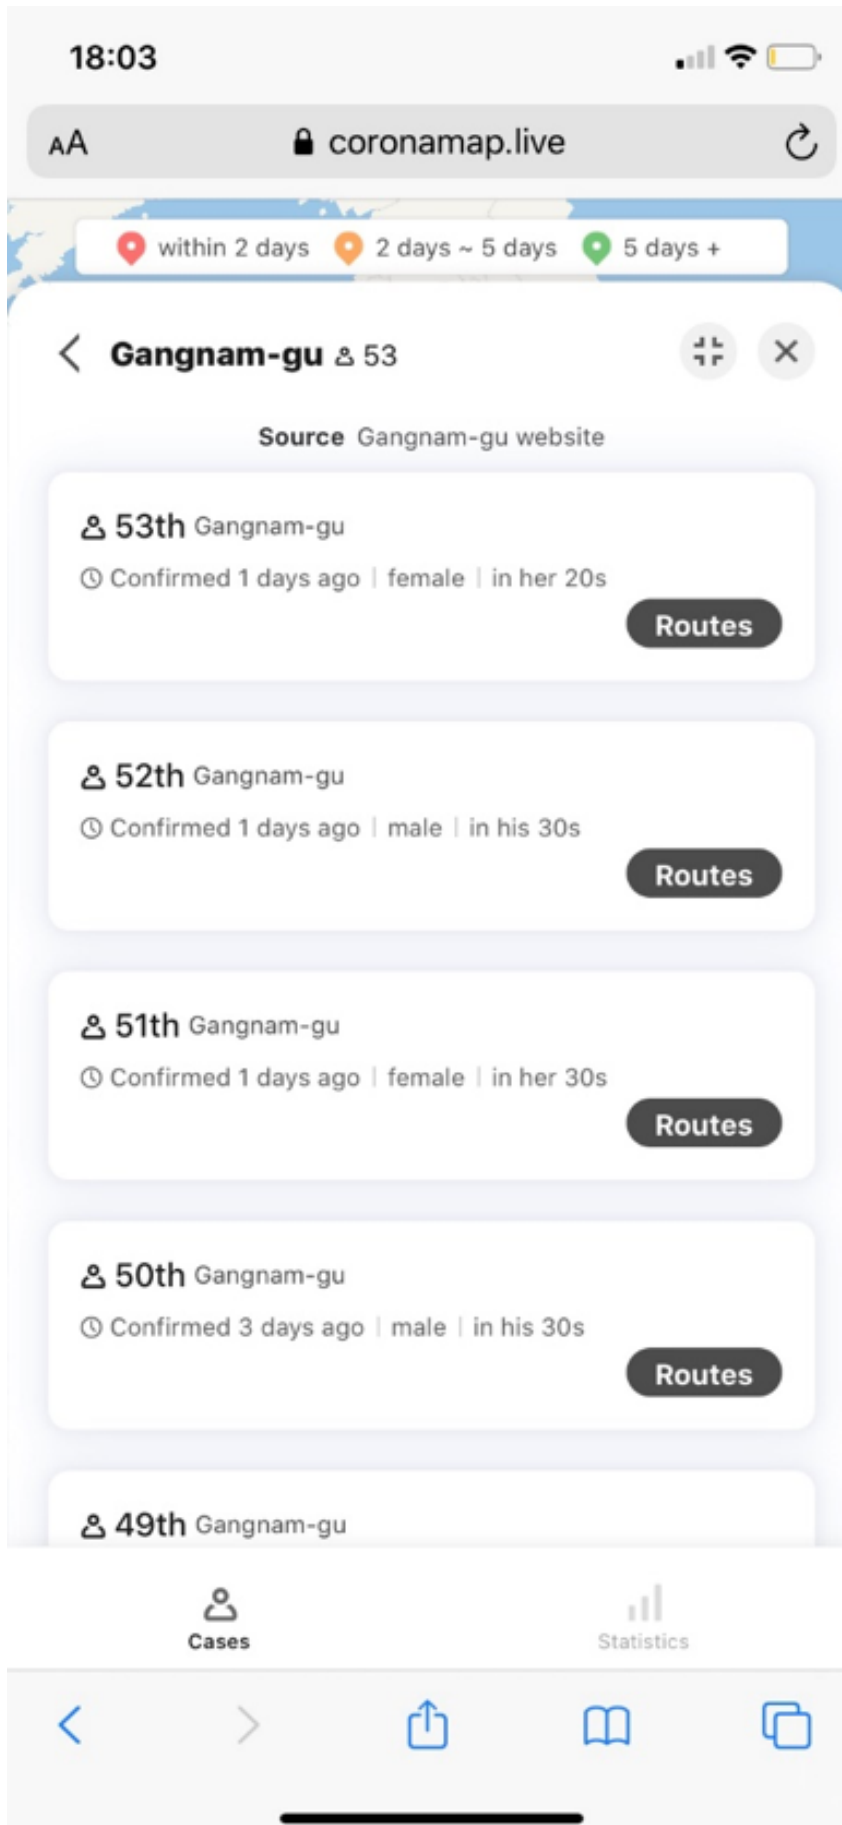 18:03
AA coronamap.live
within 2 days 2 days ~ 5 days 5 days +
Gangnam-gu 53
Source Gangnam-gu website
53th Gangnam-gu
Confirmed 1 days ago | female | in her 20s
Routes
52th Gangnam-gu
Confirmed 1 days ago | male | in his 30s
Routes
51th Gangnam-gu
Confirmed 1 days ago | female | in her 30s
Routes
50th Gangnam-gu
Confirmed 3 days ago | male | in his 30s
Routes
49th Gangnam-gu
Cases Statistics